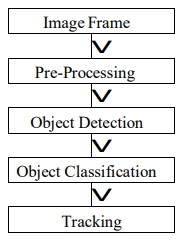 Image Frame
Pre-Processing
Object Detection
Object Classification
Tracking